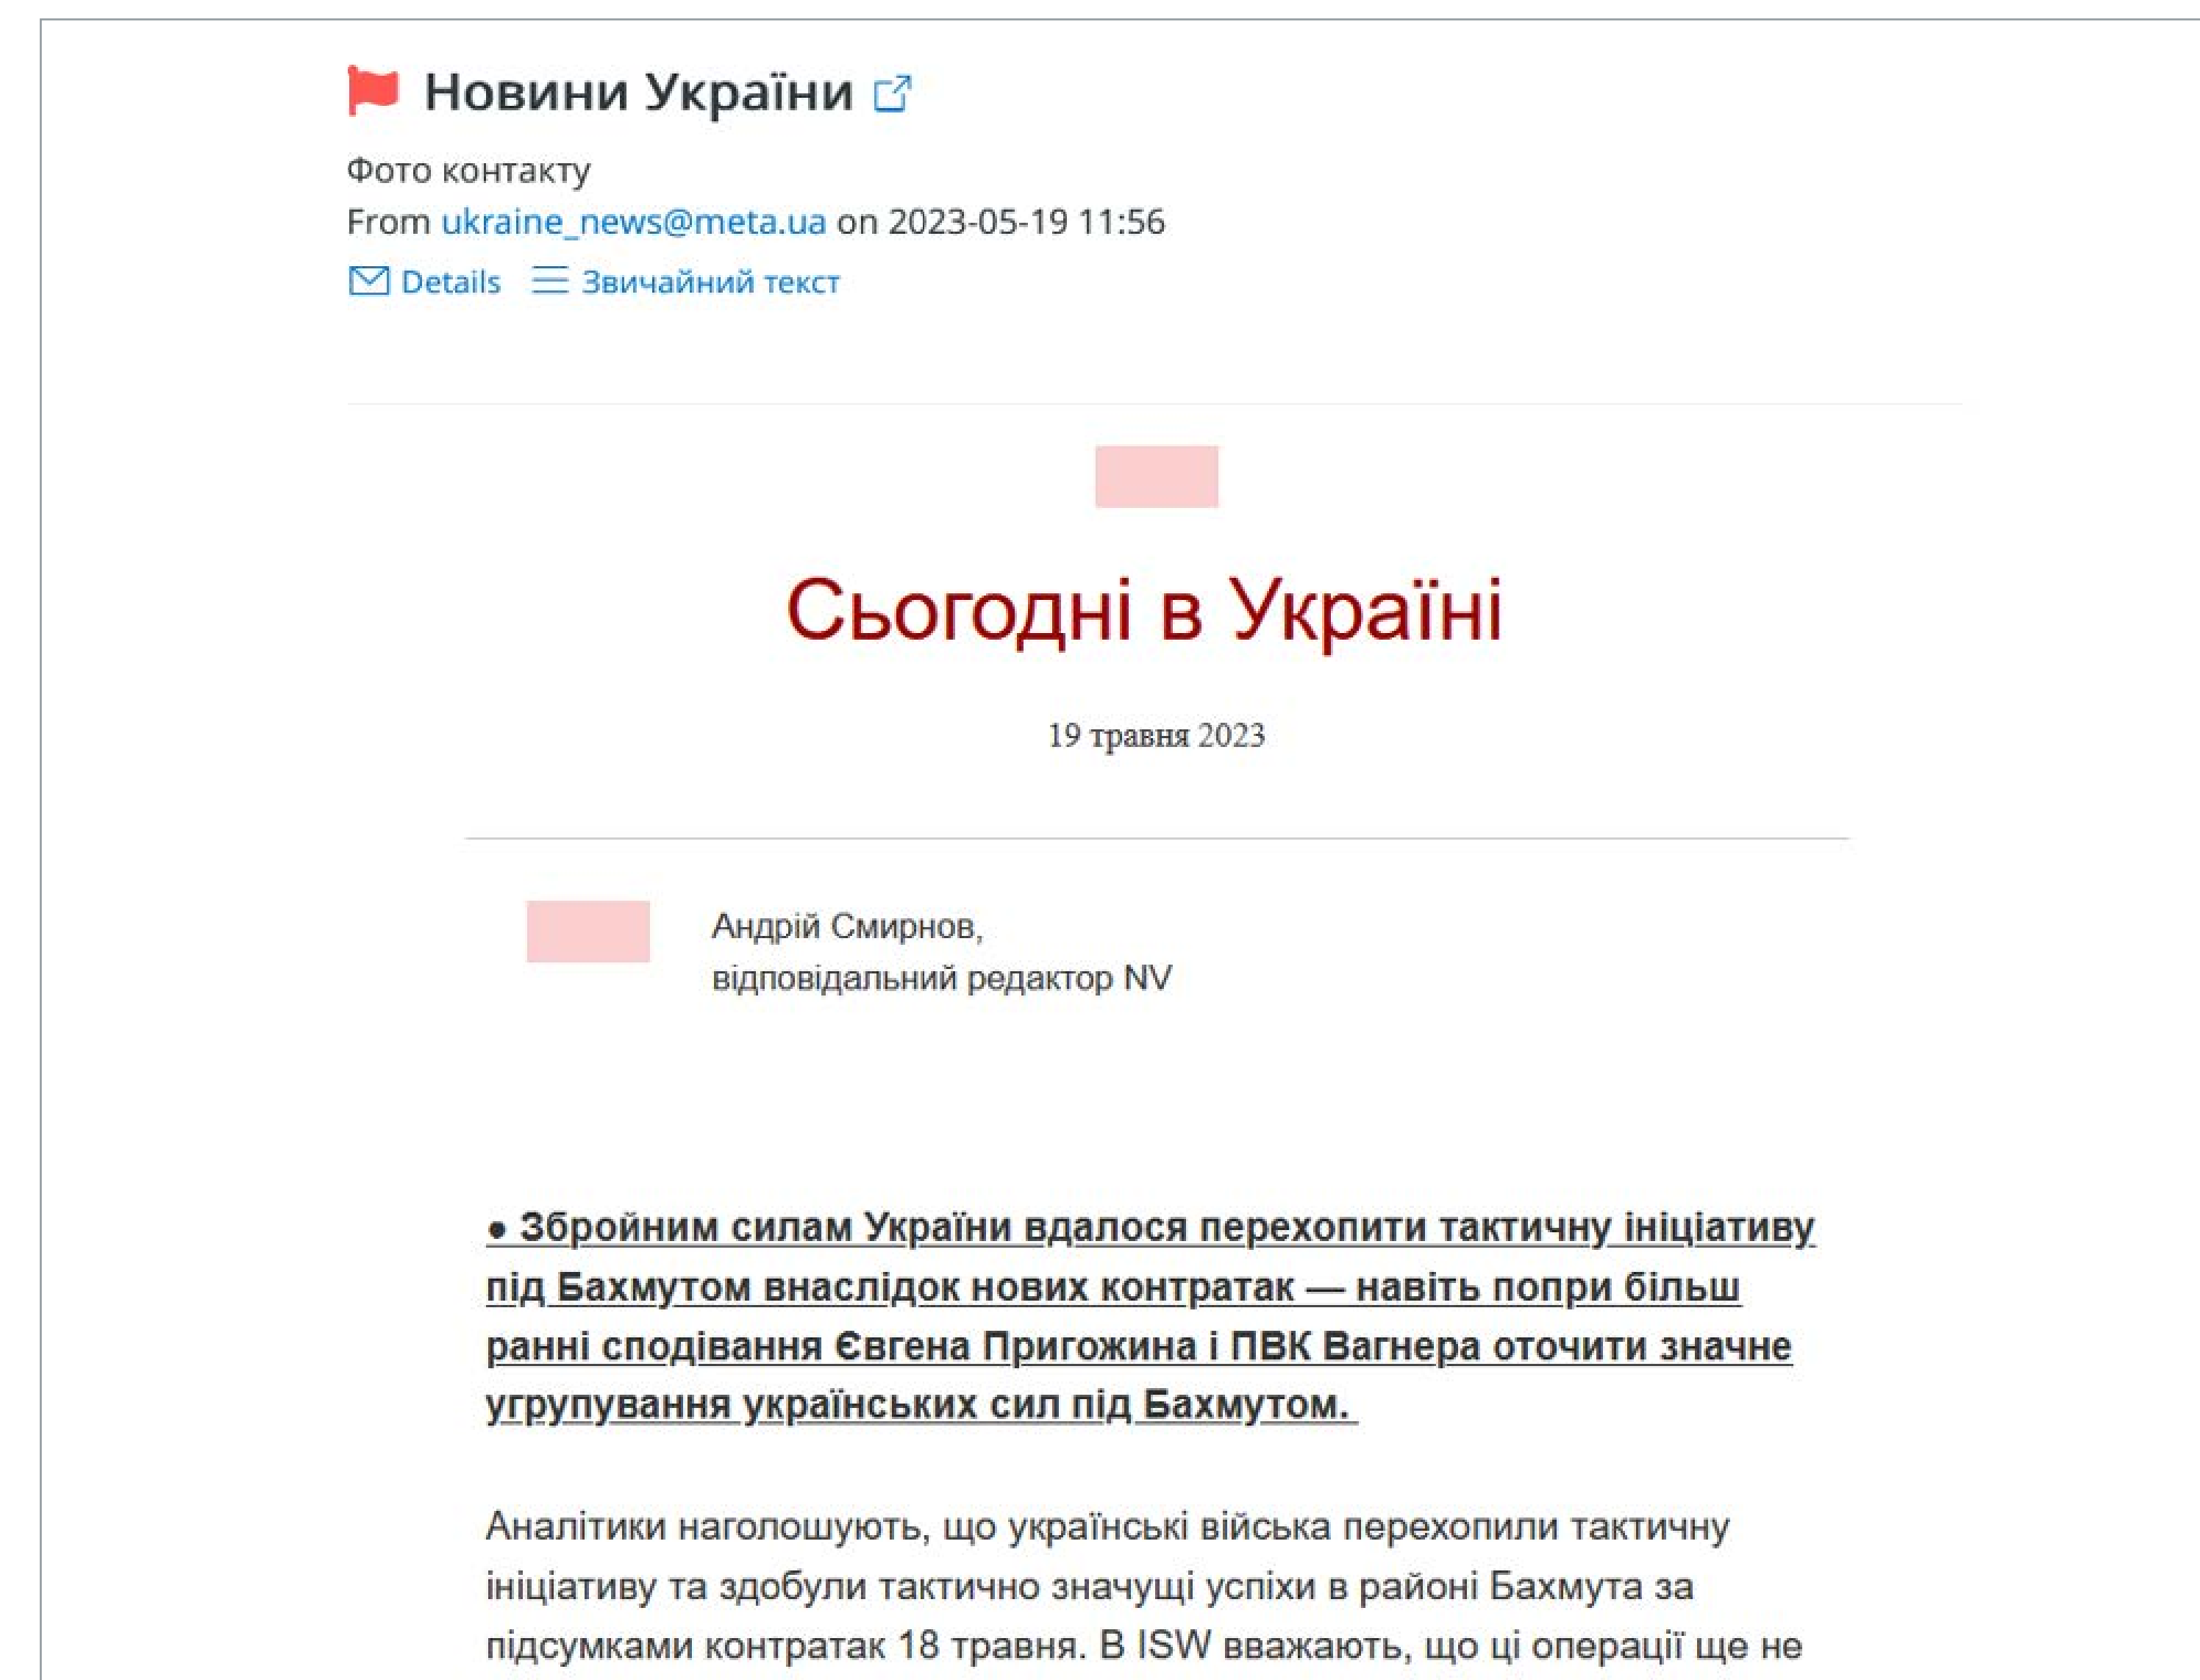 Новини України
Фото контакту
From ukraine_news@meta.ua on 2023-05-19 11:56
Details Звичайний текст
Сьогодні в Україні
19 травня 2023
Андрій Смирнов,
відповідальний редактор NV
● Збройним силам України вдалося перехопити тактичну ініціативу
під Бахмутом внаслідок нових контратак — навіть попри більш
ранні сподівання Євгена Пригожина і ПВК Вагнера оточити значне
угрупування українських сил під Бахмутом.
Аналітики наголошують, що українські війська перехопили тактичну
ініціативу та здобули тактично значущі успіхи в районі Бахмута за
підсумками контратак 18 травня. В ISW вважають, що ці операції ще не